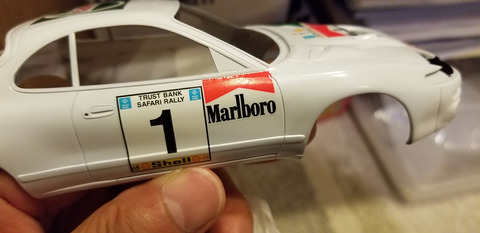 TRUST BANK
SAFARI RALLY
1
Marlboro
Shell